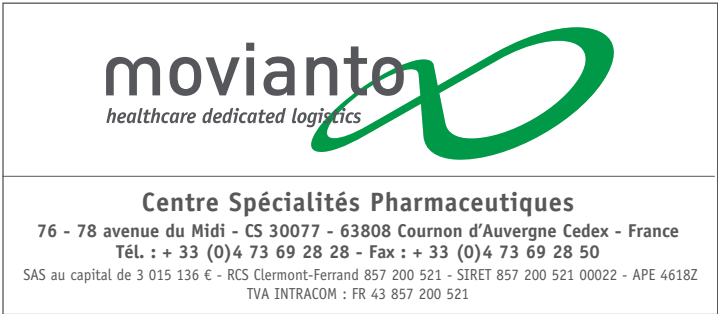 movianto
healthcare dedicated logistics
Centre Spécialités Pharmaceutiques
76 - 78 avenue du Midi - CS 30077 - 63808 Cournon d’Auvergne Cedex - France
Tél. : + 33 (0)4 73 69 28 28 - Fax : + 33 (0)4 73 69 28 50
SAS au capital de 3 015 136 € - RCS Clermont-Ferrand 857 200 521 - SIRET 857 200 521 00022 - APE 4618Z
TVA INTRACOM : FR 43 857 200 521